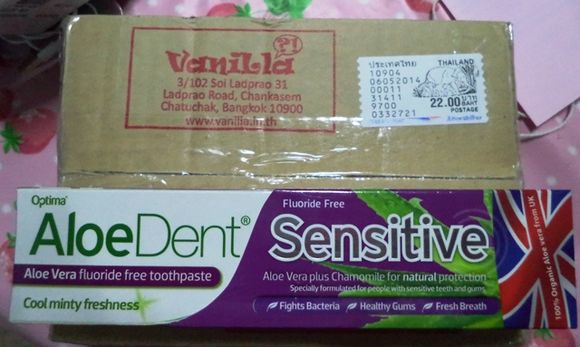 VaniLLa ?!
3/102 Soi Ladprao 31
Ladprao Road, Chankasem
Chatuchak, Bangkok 10900
www.vanilla.in.th
ประเทศไทย THAILAND
10904
06052014
00011
31411
9700
0332721
22.00 บาท
BAHT
POSTAGE
Optima
AloeDent®
Aloe Vera fluoride free toothpaste
Cool minty freshness
Fluoride Free
Sensitive
Aloe Vera plus Chamomile for natural protection
Specially formulated for people with sensitive teeth and gums
Fights Bacteria Healthy Gums Fresh Breath
100% Organic Aloe vera from UK